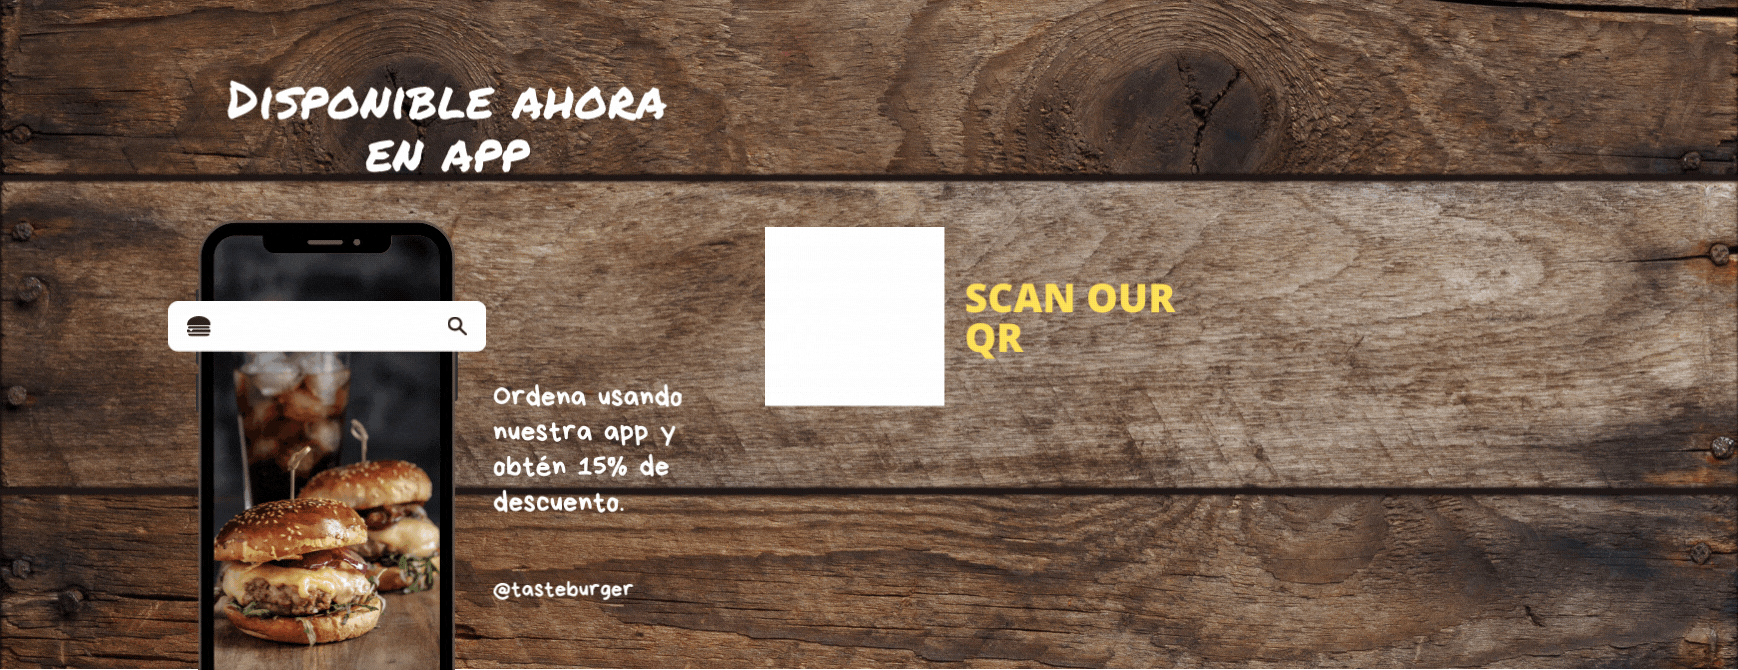 DISPONIBLE AHORA
EN APP
SCAN OUR
QR
Ordena usando
nuestra app y
obtén 15% de
descuento.
@tasteburger